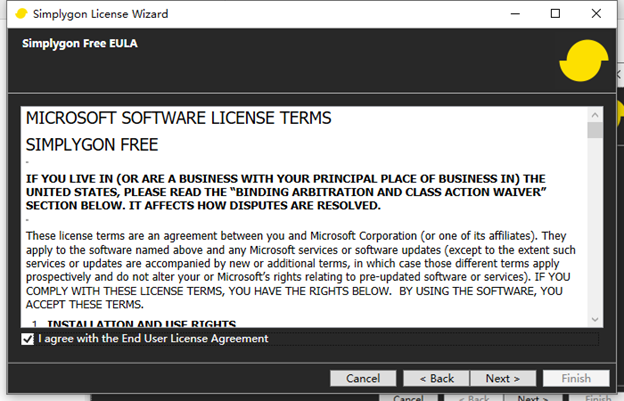 Simplygon License Wizard
Simplygon Free EULA
MICROSOFT SOFTWARE LICENSE TERMS
SIMPLYGON FREE
IF YOU LIVE IN (OR ARE A BUSINESS WITH YOUR PRINCIPAL PLACE OF BUSINESS IN) THE
UNITED STATES, PLEASE READ THE “BINDING ARBITRATION AND CLASS ACTION WAIVER”
SECTION BELOW. IT AFFECTS HOW DISPUTES ARE RESOLVED.
These license terms are an agreement between you and Microsoft Corporation (or one of its affiliates). They
apply to the software named above and any Microsoft services or software updates (except to the extent such
services or updates are accompanied by new or additional terms, in which case those different terms apply
prospectively and do not alter your or Microsoft’s rights relating to pre-updated software or services). IF YOU
COMPLY WITH THESE LICENSE TERMS, YOU HAVE THE RIGHTS BELOW.  BY USING THE SOFTWARE, YOU
ACCEPT THESE TERMS.
1. INSTALLATION AND USE RIGHTS
I agree with the End User License Agreement
Cancel < Back Next > Finish
Cancel < Back Next > Finish